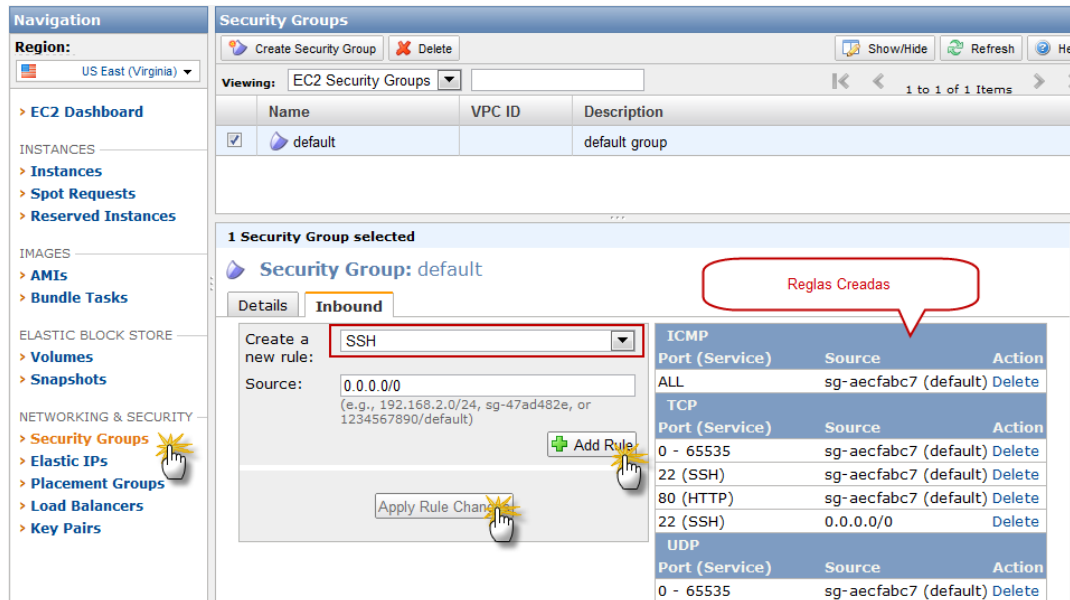 Navigation
Region:
US East (Virginia)
EC2 Dashboard
INSTANCES
Instances
Spot Requests
Reserved Instances
IMAGES
AMIs
Bundle Tasks
ELASTIC BLOCK STORE
Volumes
Snapshots
NETWORKING & SECURITY
Security Groups
Elastic IPs
Placement Groups
Load Balancers
Key Pairs
Security Groups
Create Security Group Delete Show/Hide Refresh He
Viewing: EC2 Security Groups 1 to 1 of 1 Items
Name VPC ID Description
default default group
1 Security Group selected
Security Group: default
Details Inbound
Create a new rule: SSH
Source: 0.0.0.0/0
(e.g., 192.168.2.0/24, sg-47ad482e, or
1234567890/default)
Add Rule
Apply Rule Chan
Reglas Creadas
ICMP
Port (Service) Source Action
ALL sg-aecfabc7 (default) Delete
TCP
Port (Service) Source Action
0 - 65535 sg-aecfabc7 (default) Delete
22 (SSH) sg-aecfabc7 (default) Delete
80 (HTTP) sg-aecfabc7 (default) Delete
22 (SSH) 0.0.0.0/0 Delete
UDP
Port (Service) Source Action
0 - 65535 sg-aecfabc7 (default) Delete